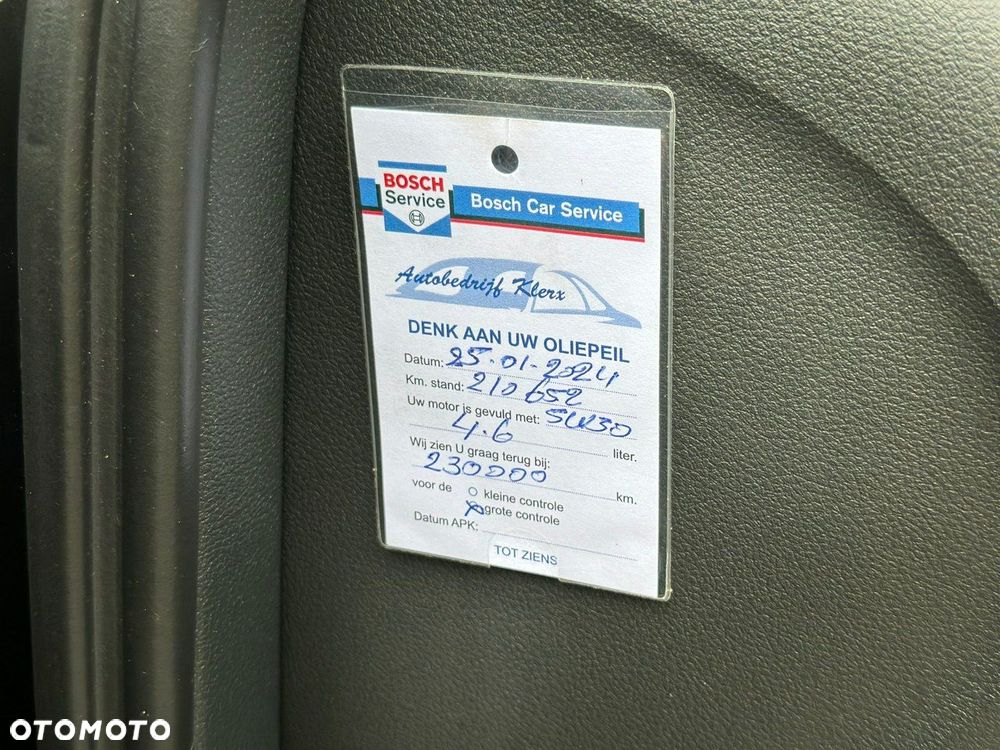 BOSCH
Service
Bosch Car Service
Autobedrijf Klerx
DENK AAN UW OLIEPEIL
Datum: 25.01.2024
Km. stand: 210652
Uw motor is gevuld met: 5W30
4.6 liter.
Wij zien U graag terug bij:
230000 km.
voor de kleine controle
grote controle
Datum APK:
TOT ZIENS
OTOMOTO